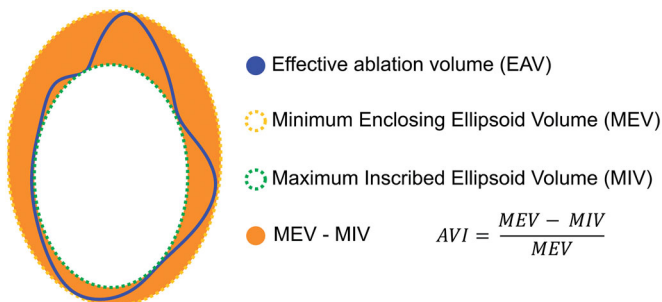 Effective ablation volume (EAV)
Minimum Enclosing Ellipsoid Volume (MEV)
Maximum Inscribed Ellipsoid Volume (MIV)
MEV - MIV
AVI = \frac{MEV - MIV}{MEV}